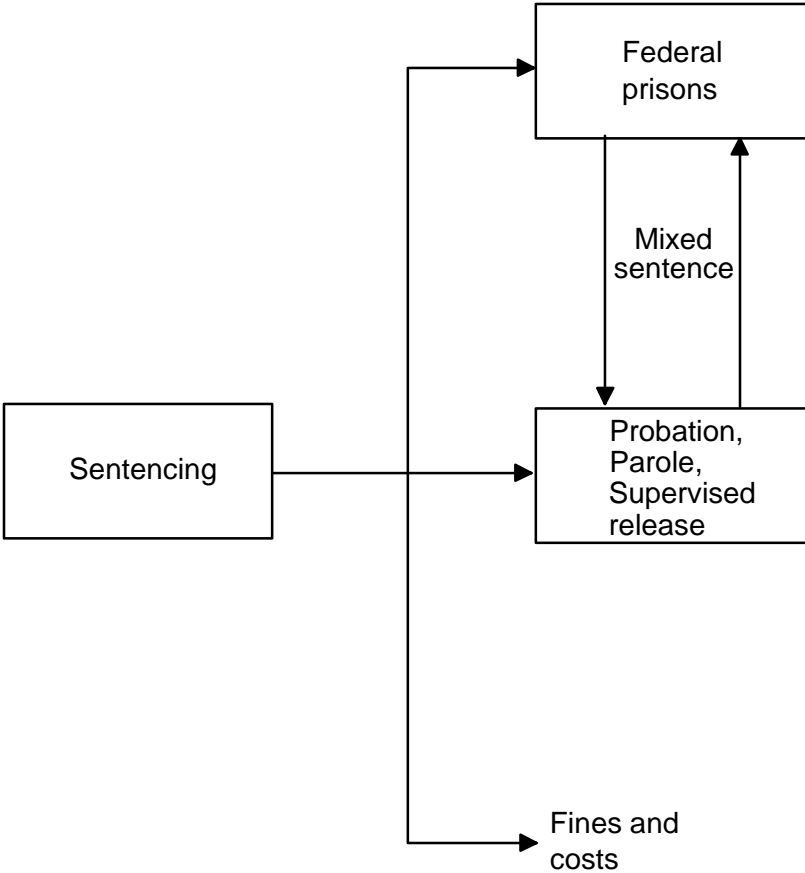 Federal
prisons
Mixed
sentence
Sentencing
Probation,
Parole,
Supervised
release
Fines and
costs